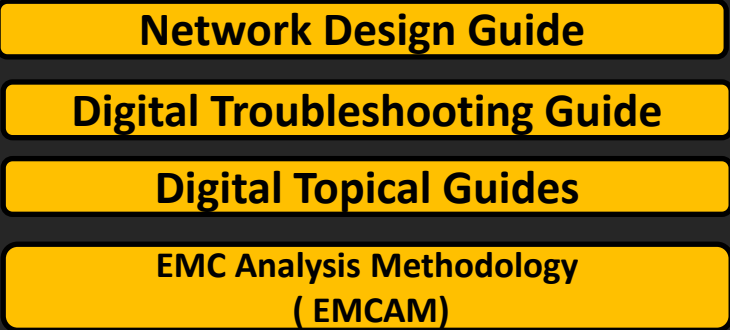 Network Design Guide
Digital Troubleshooting Guide
Digital Topical Guides
EMC Analysis Methodology
( EMCAM)